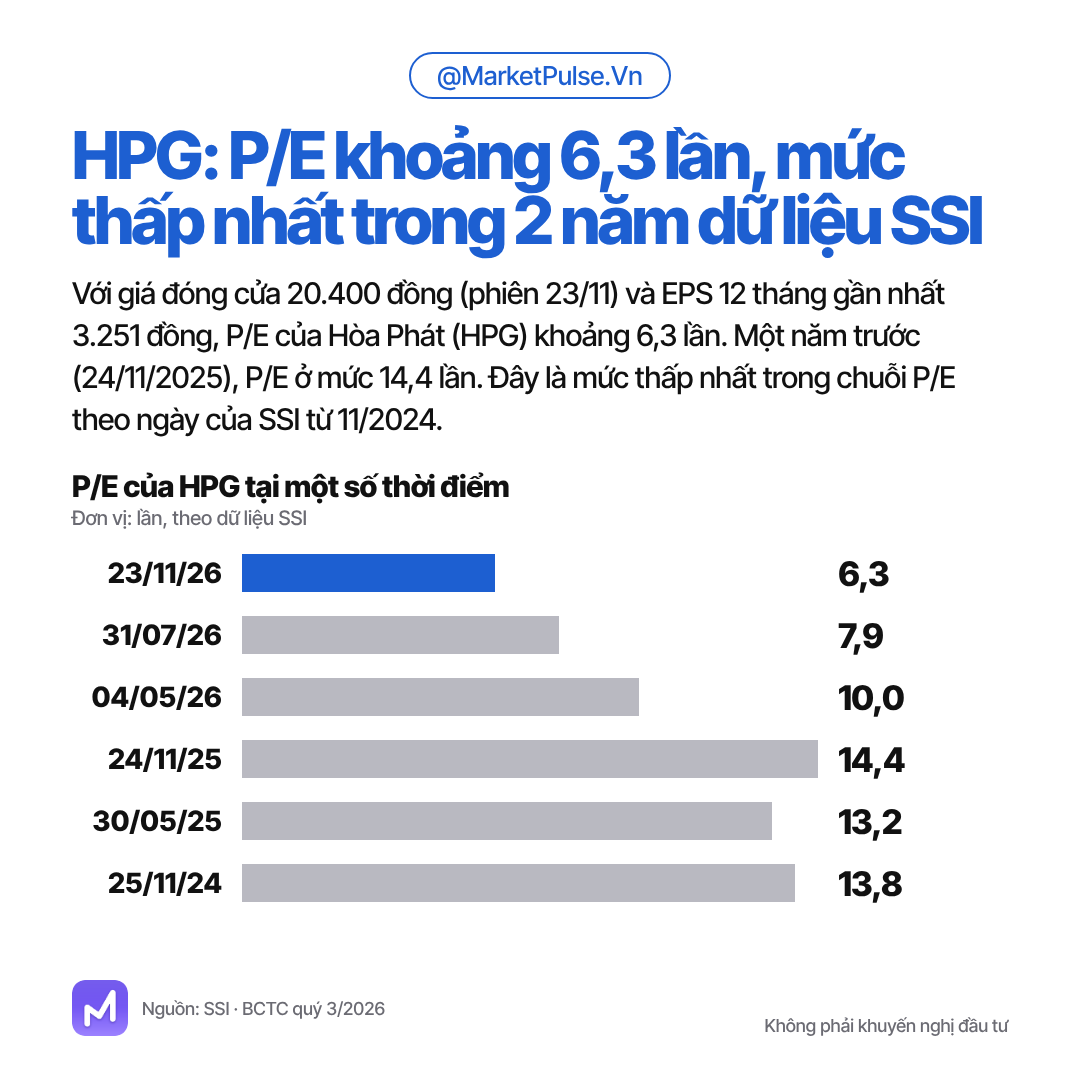 @MarketPulse.Vn
HPG: P/E khoảng 6,3 lần, mức
thấp nhất trong 2 năm dữ liệu SSI
Với giá đóng cửa 20.400 đồng (phiên 23/11) và EPS 12 tháng gần nhất
3.251 đồng, P/E của Hòa Phát (HPG) khoảng 6,3 lần. Một năm trước
(24/11/2025), P/E ở mức 14,4 lần. Đây là mức thấp nhất trong chuỗi P/E
theo ngày của SSI từ 11/2024.
P/E của HPG tại một số thời điểm
Đơn vị: lần, theo dữ liệu SSI
23/11/26 6,3
31/07/26 7,9
04/05/26 10,0
24/11/25 14,4
30/05/25 13,2
25/11/24 13,8
Nguồn: SSI · BCTC quý 3/2026
Không phải khuyến nghị đầu tư